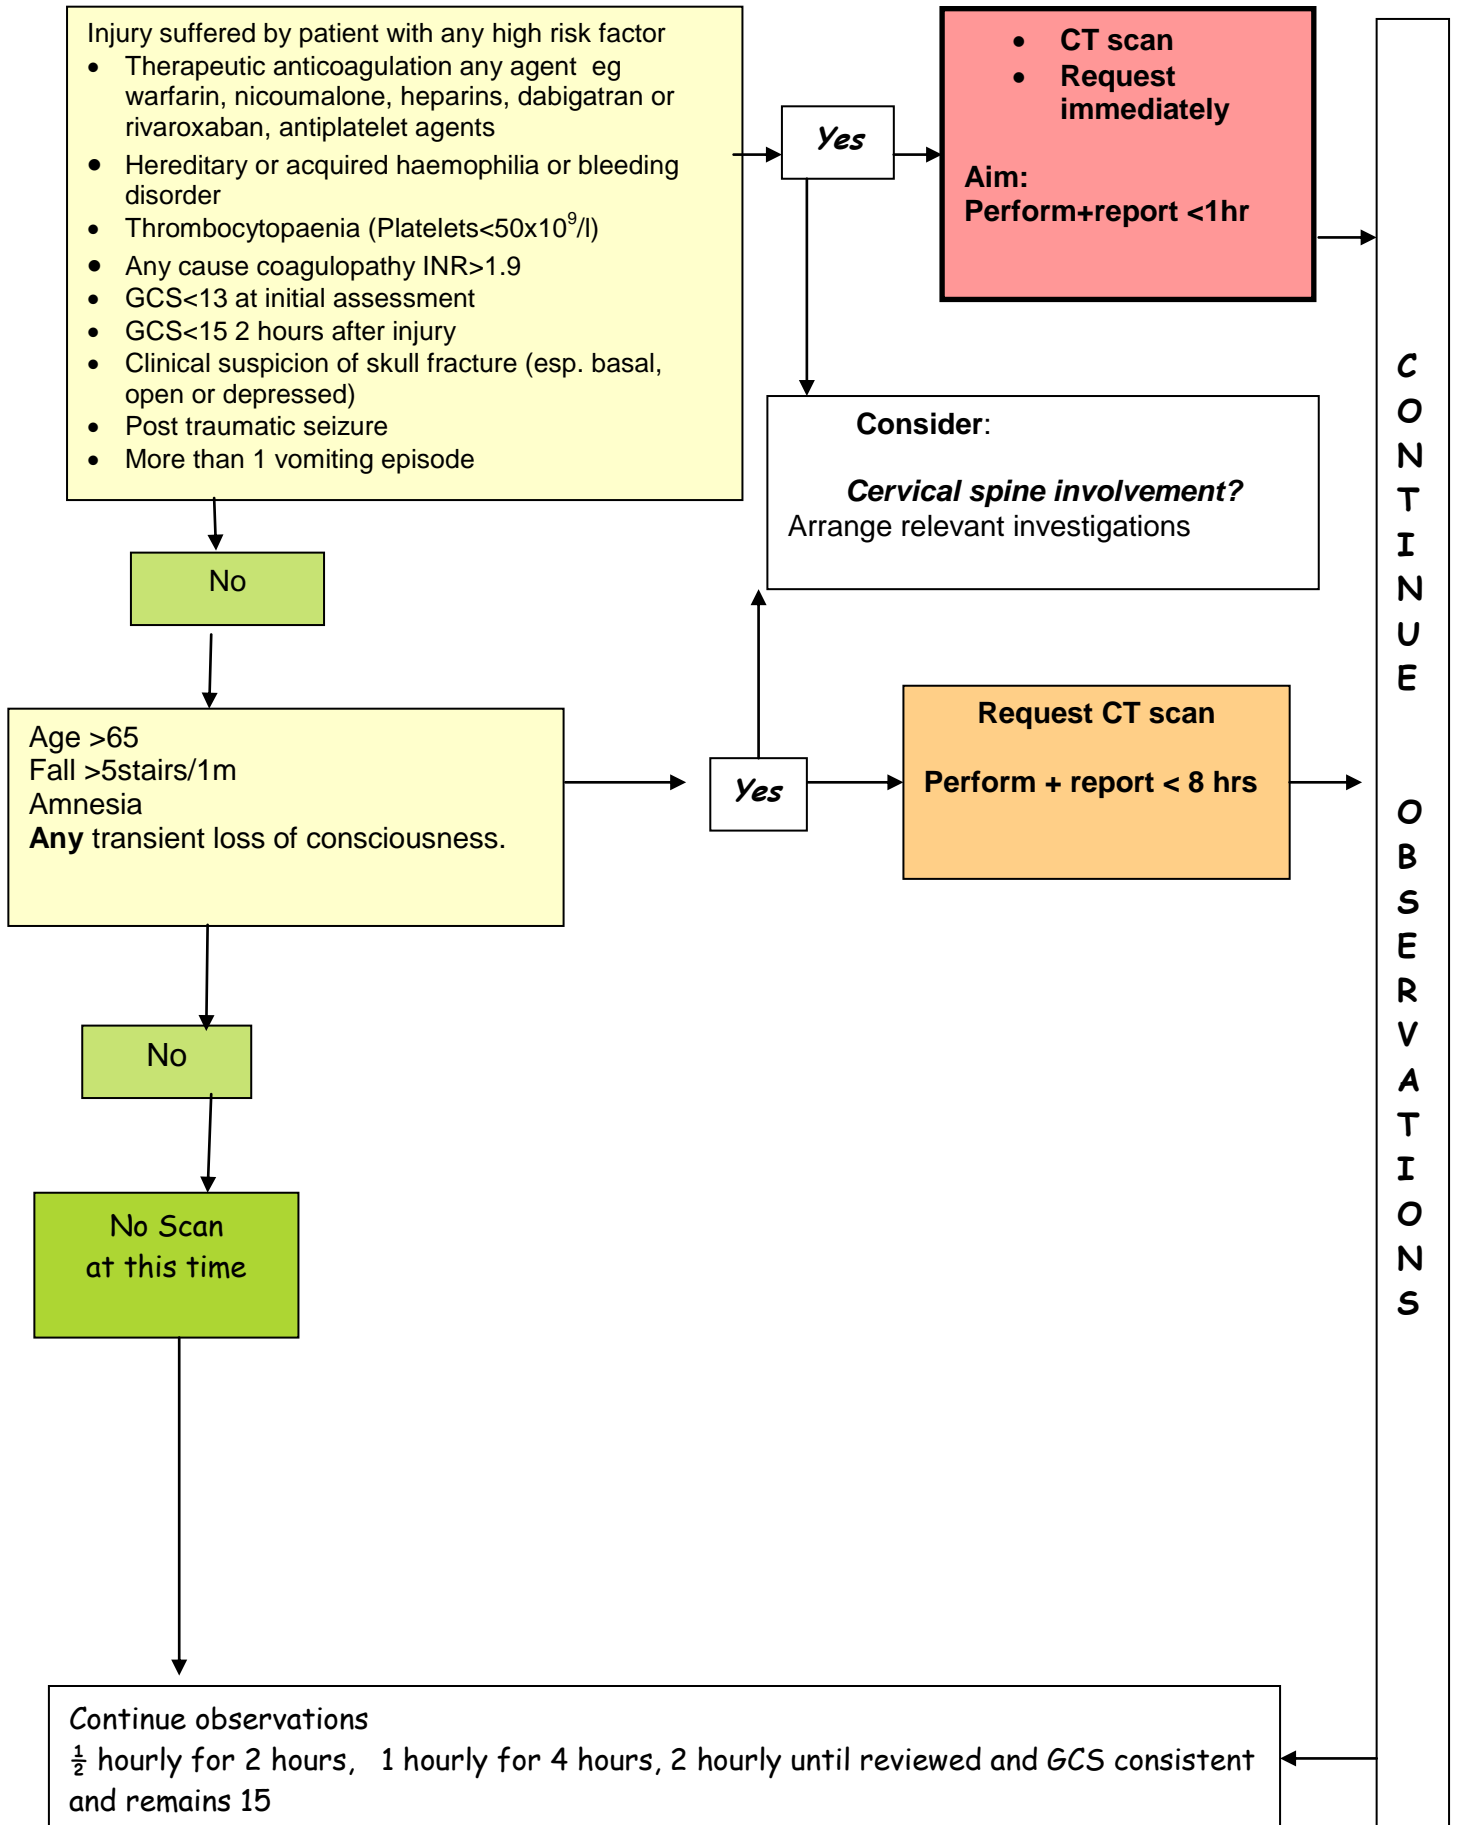 Injury suffered by patient with any high risk factor
• Therapeutic anticoagulation any agent eg
warfarin, nicoumalone, heparins, dabigatran or
rivaroxaban, antiplatelet agents
• Hereditary or acquired haemophilia or bleeding
disorder
• Thrombocytopaenia (Platelets<50x10⁹/l)
• Any cause coagulopathy INR>1.9
• GCS<13 at initial assessment
• GCS<15 2 hours after injury
• Clinical suspicion of skull fracture (esp. basal,
open or depressed)
• Post traumatic seizure
• More than 1 vomiting episode
Yes
• CT scan
• Request
immediately
Aim:
Perform+report <1hr
Consider:
Cervical spine involvement?
Arrange relevant investigations
No
Age >65
Fall >5stairs/1m
Amnesia
Any transient loss of consciousness.
Yes
Request CT scan
Perform + report < 8 hrs
No
No Scan
at this time
CONTINUE OBSERVATIONS
Continue observations
½ hourly for 2 hours, 1 hourly for 4 hours, 2 hourly until reviewed and GCS consistent
and remains 15